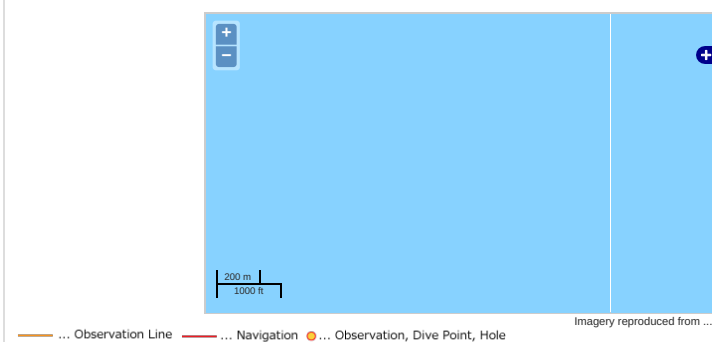 +
−
200 m
1000 ft
Imagery reproduced from ...
... Observation Line ... Navigation ... Observation, Dive Point, Hole